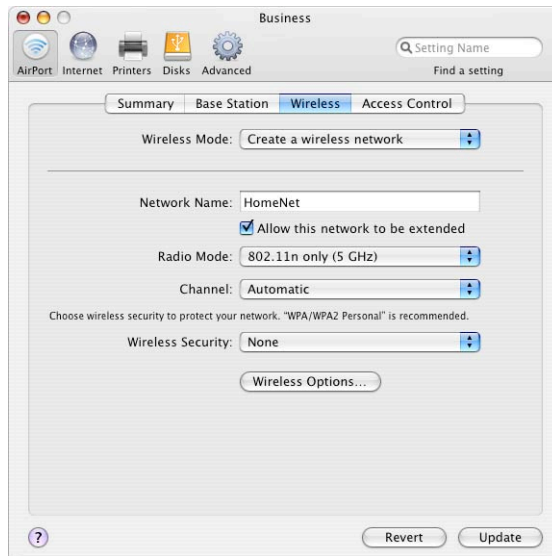 Business
Setting Name
AirPort Internet Printers Disks Advanced
Find a setting
Summary Base Station Wireless Access Control
Wireless Mode: Create a wireless network
Network Name: HomeNet
Allow this network to be extended
Radio Mode: 802.11n only (5 GHz)
Channel: Automatic
Choose wireless security to protect your network. “WPA/WPA2 Personal” is recommended.
Wireless Security: None
Wireless Options...
? Revert Update